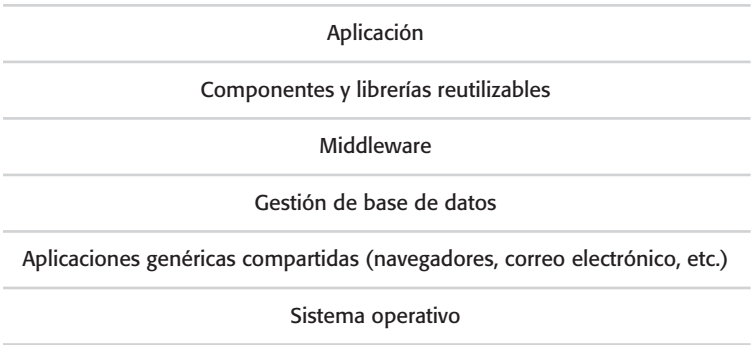 Aplicación
Componentes y librerías reutilizables
Middleware
Gestión de base de datos
Aplicaciones genéricas compartidas (navegadores, correo electrónico, etc.)
Sistema operativo